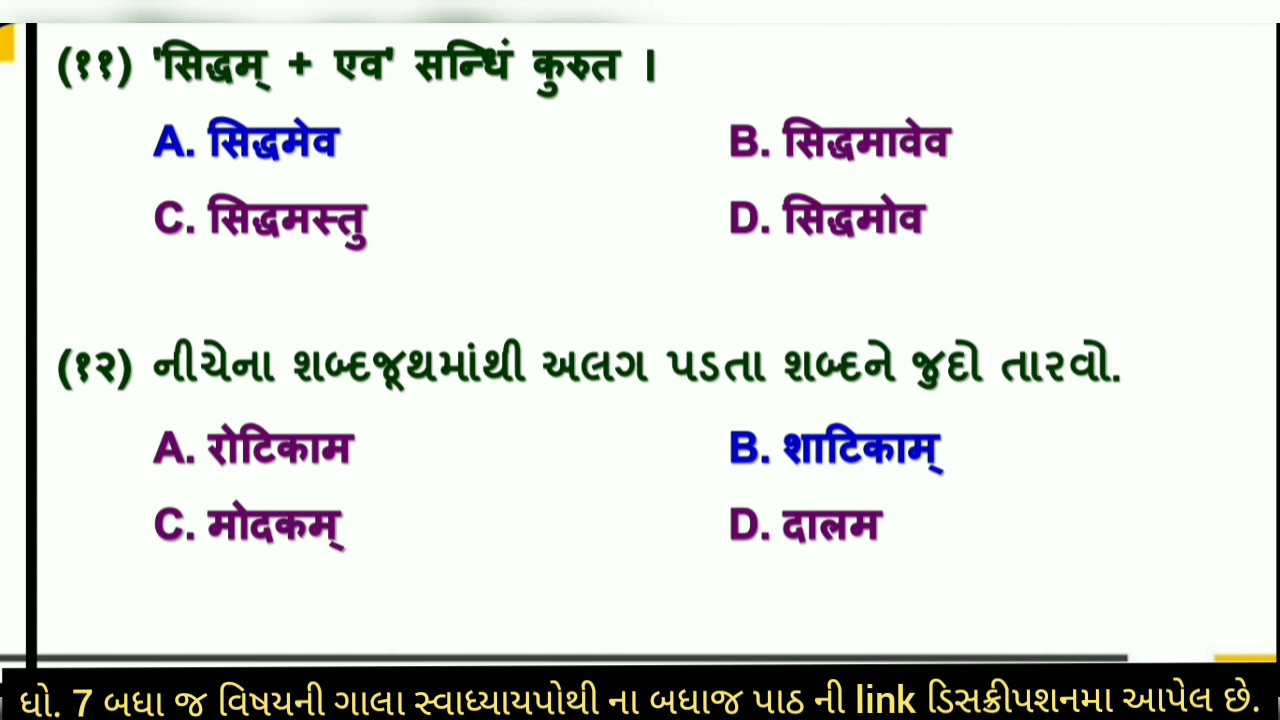 (११) 'सिद्धम् + एव' सन्धिं कुरुत ।
A. सिद्धमेव
B. सिद्धमावेव
C. सिद्धमस्तु
D. सिद्धमोव
(१२) નીચેના શબ્દજૂથમાંથી અલગ પડતા શબ્દને જુદો તારવો.
A. रोटिकाम
B. शाटिकाम्
C. मोदकम्
D. दालम
ધો. 7 બધા જ વિષયની ગાલા સ્વાધ્યાયપોથી ના બધાજ પાઠ ની link ડિસક્રીપશનમા આપેલ છે.